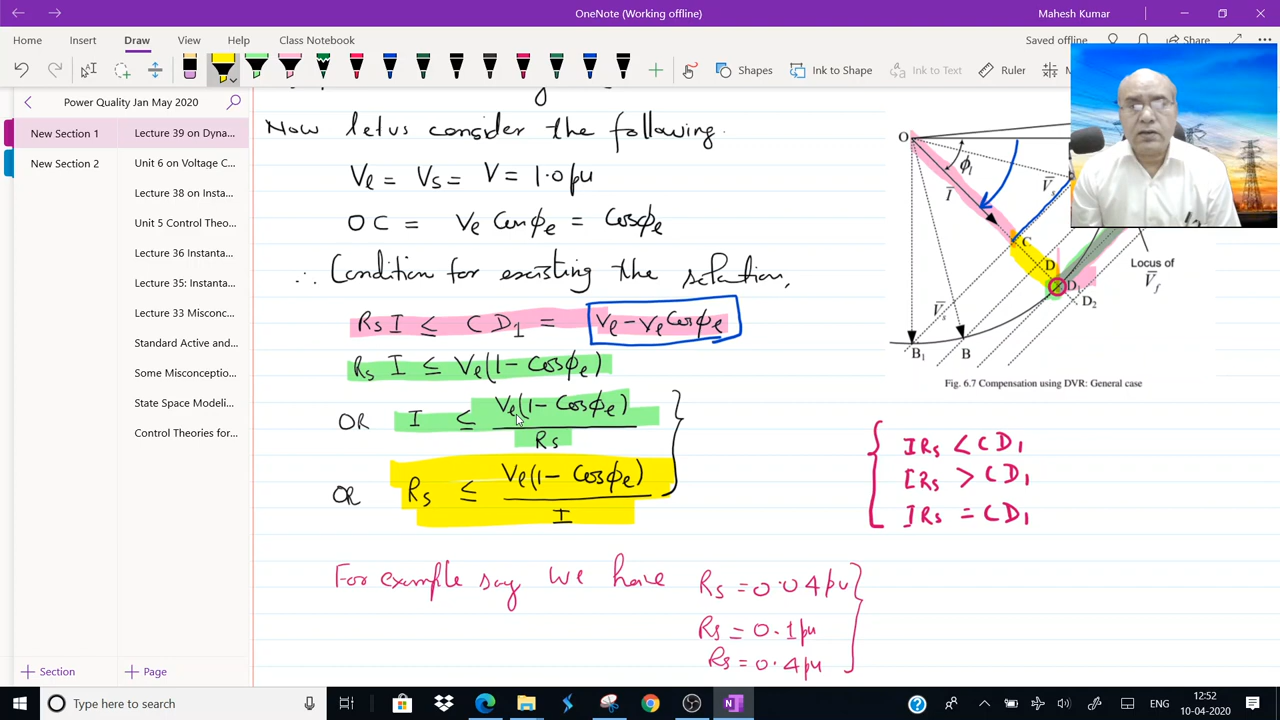 OneNote (Working offline)
Mahesh Kumar
Home Insert Draw View Help Class Notebook
Saved offline Share
Shapes Ink to Shape Ink to Text Ruler
Power Quality Jan May 2020
New Section 1
New Section 2
Lecture 39 on Dyna...
Unit 6 on Voltage C...
Lecture 38 on Insta...
Unit 5 Control Theo...
Lecture 36 Instanta...
Lecture 35: Instanta...
Lecture 33 Misconc...
Standard Active and...
Some Misconceptio...
State Space Modeli...
Control Theories for...
Now let us consider the following.
Vℓ = Vs = V = 1.0 pu
OC = Vℓ Cosϕℓ = Cosϕℓ
∴ Condition for existing the solution,
Rs I ≤ CD1 = Vℓ - Vℓ Cosϕℓ
Rs I ≤ Vℓ(1 - Cosϕℓ)
OR I ≤ Vℓ(1 - Cosϕℓ) / Rs
OR Rs ≤ Vℓ(1 - Cosϕℓ) / I
For example say we have Rs = 0.04 pu
Rs = 0.1 pu
Rs = 0.4 pu
O
ϕl
I
Vs
C
D
D1
D2
Vs
B1
B
Locus of
Vf
Fig. 6.7 Compensation using DVR: General case
IRs < CD1
IRs > CD1
IRs = CD1
Section
Page
Type here to search
ENG
12:52
10-04-2020